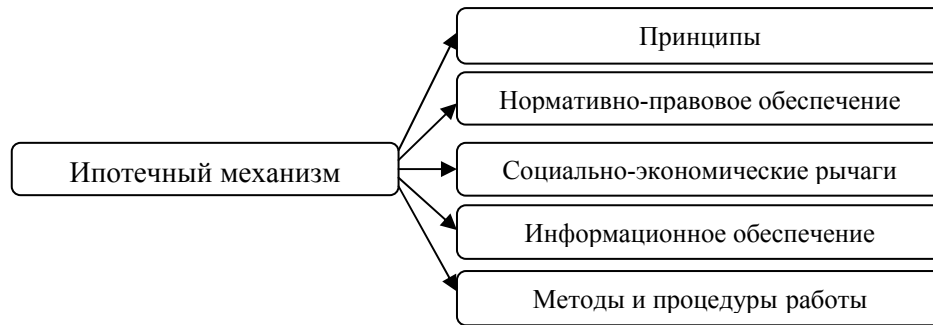 Принципы
Нормативно-правовое обеспечение
Ипотечный механизм
Социально-экономические рычаги
Информационное обеспечение
Методы и процедуры работы